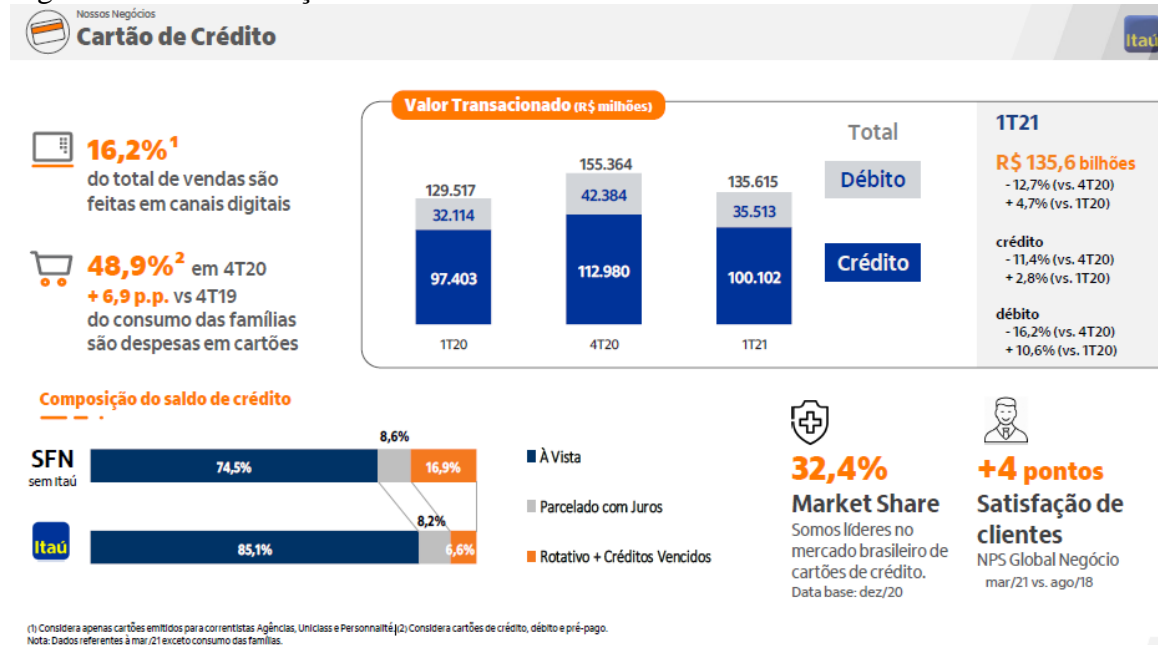 Nossos Negócios
Cartão de Crédito
Itaú
16,2%¹
do total de vendas são
feitas em canais digitais
48,9%² em 4T20
+ 6,9 p.p. vs 4T19
do consumo das famílias
são despesas em cartões
Valor Transacionado (R$ milhões)
129.517
32.114
97.403
1T20
155.364
42.384
112.980
4T20
135.615
35.513
100.102
1T21
Total
Débito
Crédito
1T21
R$ 135,6 bilhões
- 12,7% (vs. 4T20)
+ 4,7% (vs. 1T20)
crédito
- 11,4% (vs. 4T20)
+ 2,8% (vs. 1T20)
débito
- 16,2% (vs. 4T20)
+ 10,6% (vs. 1T20)
Composição do saldo de crédito
SFN
sem Itaú
74,5%
8,6%
16,9%
Itaú
85,1%
8,2%
6,6%
À Vista
Parcelado com Juros
Rotativo + Créditos Vencidos
32,4%
Market Share
Somos líderes no
mercado brasileiro de
cartões de crédito.
Data base: dez/20
+4 pontos
Satisfação de
clientes
NPS Global Negócio
mar/21 vs. ago/18
(1) Considera apenas cartões emitidos para correntistas Agências, Uniclass e Personnalité.|(2) Considera cartões de crédito, débito e pré-pago.
Nota: Dados referentes à mar/21 exceto consumo das famílias.